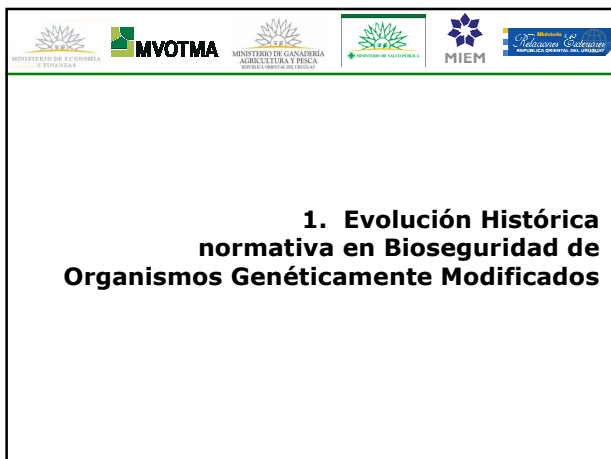 MINISTERIO DE ECONOMÍA
Y FINANZAS
MVOTMA
MINISTERIO DE GANADERÍA
AGRICULTURA Y PESCA
REPÚBLICA ORIENTAL DEL URUGUAY
MINISTERIO DE SALUD PÚBLICA
MIEM
Ministerio
Relaciones Exteriores
REPUBLICA ORIENTAL DEL URUGUAY
1. Evolución Histórica
normativa en Bioseguridad de
Organismos Genéticamente Modificados